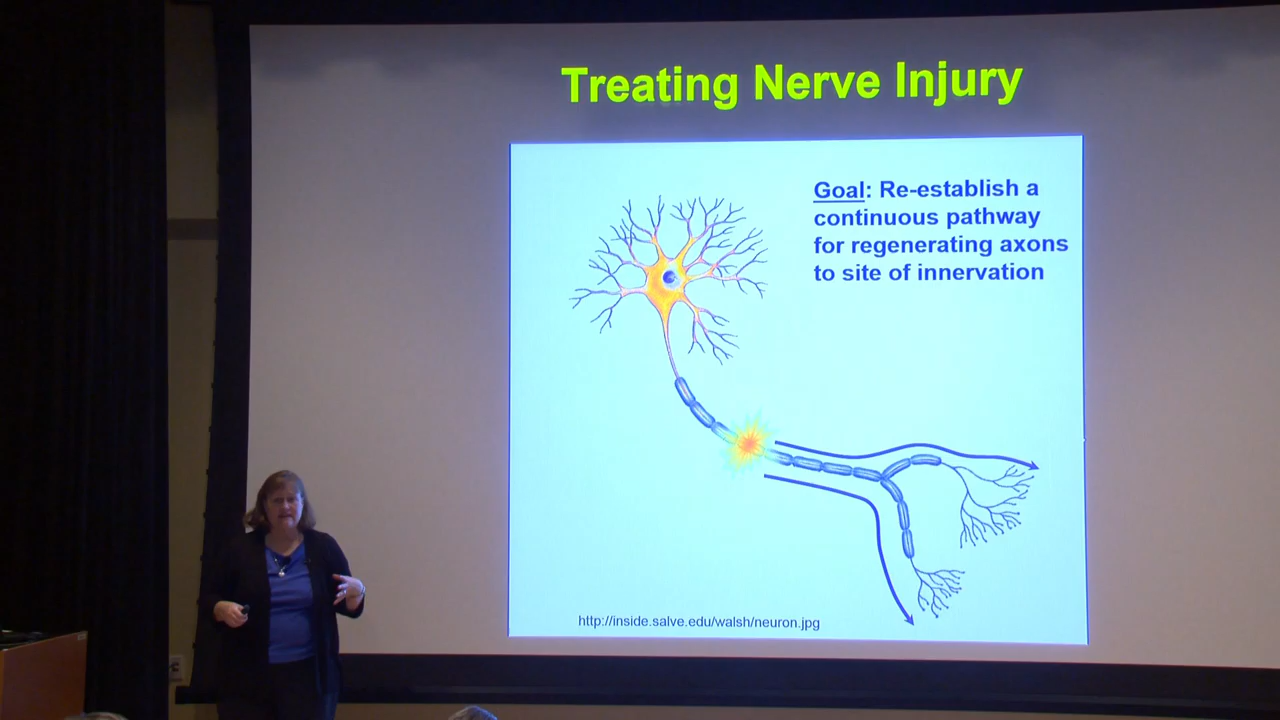 Treating Nerve Injury
Goal: Re-establish a
continuous pathway
for regenerating axons
to site of innervation
http://inside.salve.edu/walsh/neuron.jpg